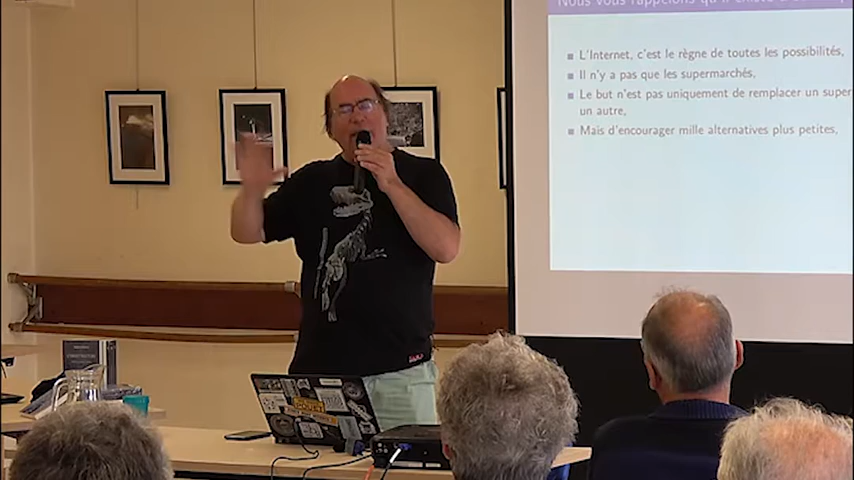 Nous vous rappelons qu'il existe
L'Internet, c'est le règne de toutes les possibilités,
Il n'y a pas que les supermarchés,
Le but n'est pas uniquement de remplacer un super
un autre,
Mais d'encourager mille alternatives plus petites,